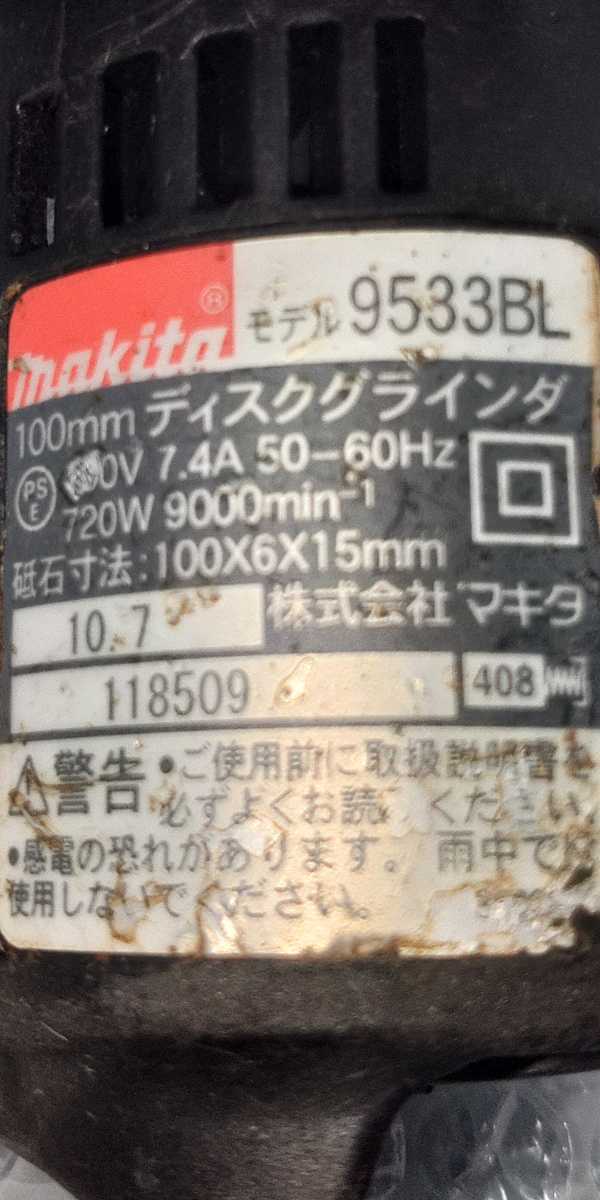 makita®
モデル 9533BL
100mm ディスクグラインダ
PS E
0V 7.4A 50-60Hz
720W 9000min⁻¹
砥石寸法:100X6X15mm
10.7
株式会社 マキタ
118509
408
警告 •ご使用前に取扱説明書を
必ずよくお読 ください。
•感電の恐れがあります。雨中では
使用しないでください。